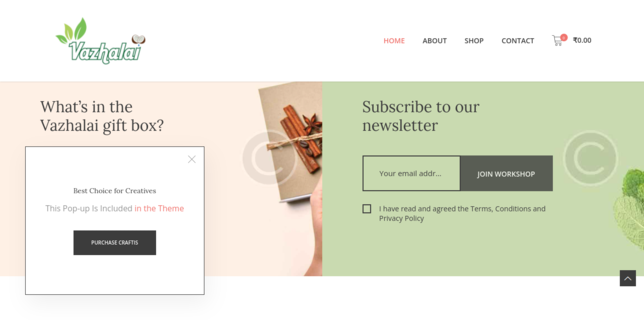 Vazhalai
HOME
ABOUT
SHOP
CONTACT
0
₹0.00
What's in the
Vazhalai gift box?
Subscribe to our
newsletter
Your email addr...
JOIN WORKSHOP
I have read and agreed the Terms, Conditions and
Privacy Policy
Best Choice for Creatives
This Pop-up Is Included in the Theme
PURCHASE CRAFTIS
C
C